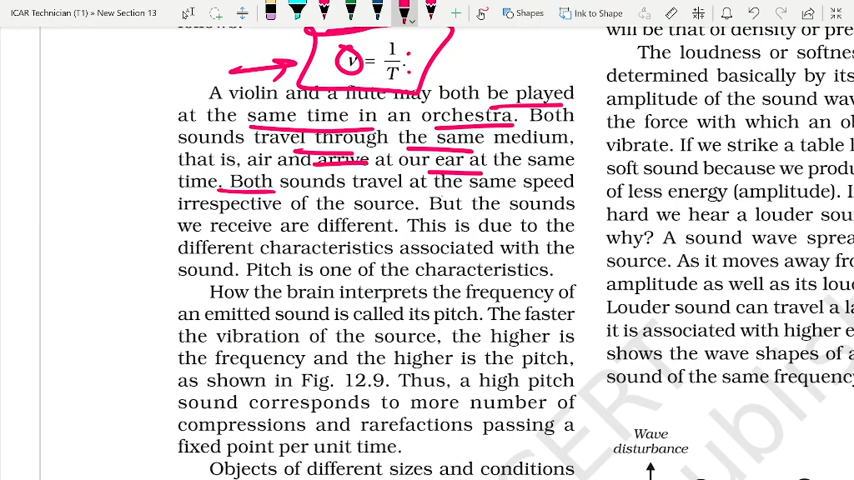 ICAR Technician (T1) » New Section 13
Shapes
Ink to Shape
ν = 1/T.
A violin and a flute may both be played
at the same time in an orchestra. Both
sounds travel through the same medium,
that is, air and arrive at our ear at the same
time. Both sounds travel at the same speed
irrespective of the source. But the sounds
we receive are different. This is due to the
different characteristics associated with the
sound. Pitch is one of the characteristics.
How the brain interprets the frequency of
an emitted sound is called its pitch. The faster
the vibration of the source, the higher is
the frequency and the higher is the pitch,
as shown in Fig. 12.9. Thus, a high pitch
sound corresponds to more number of
compressions and rarefactions passing a
fixed point per unit time.
Objects of different sizes and conditions
will be that of density or pre
The loudness or softne
determined basically by its
amplitude of the sound wav
the force with which an ob
vibrate. If we strike a table l
soft sound because we produ
of less energy (amplitude). I
hard we hear a louder sou
why? A sound wave sprea
source. As it moves away fro
amplitude as well as its loud
Louder sound can travel a la
it is associated with higher e
shows the wave shapes of a
sound of the same frequency
Wave
disturbance